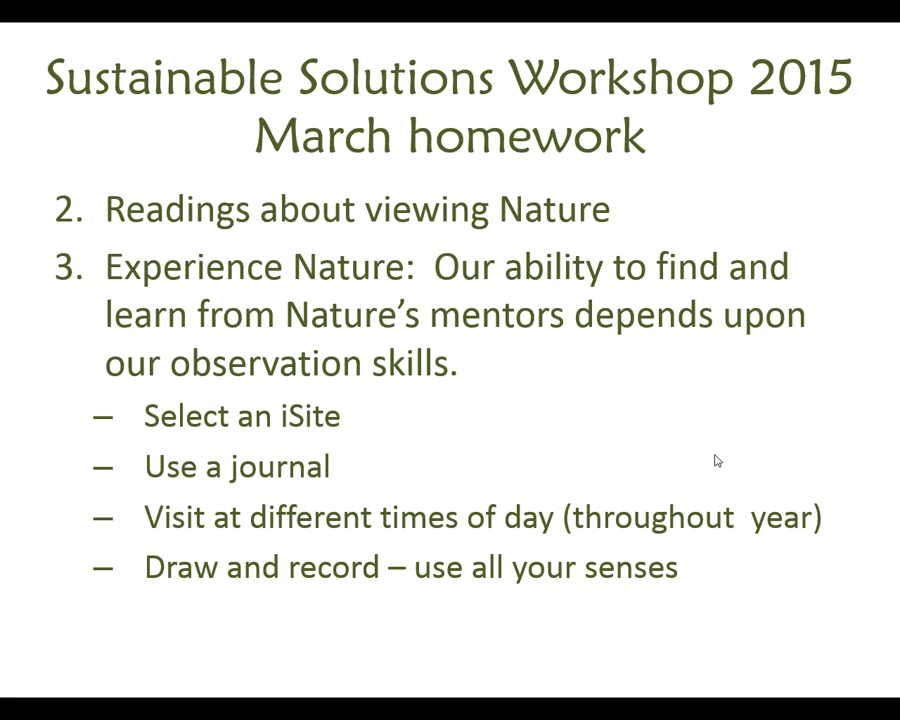 Sustainable Solutions Workshop 2015
March homework
2. Readings about viewing Nature
3. Experience Nature:  Our ability to find and
learn from Nature’s mentors depends upon
our observation skills.
– Select an iSite
– Use a journal
– Visit at different times of day (throughout  year)
– Draw and record – use all your senses